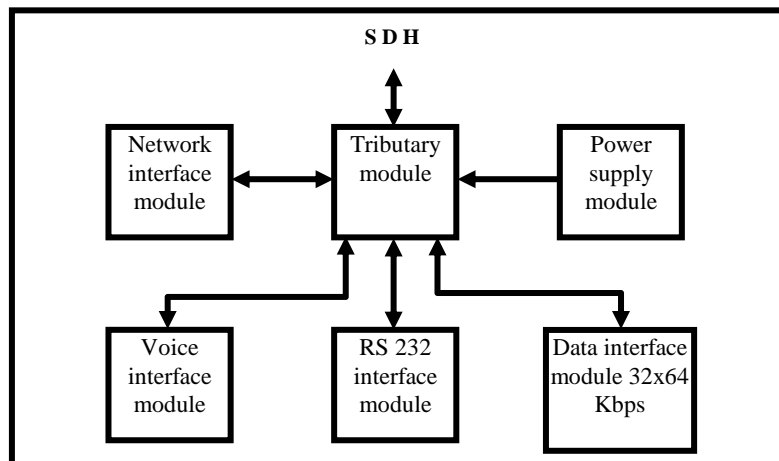 S D H
Network
interface
module
Tributary
module
Power
supply
module
Voice
interface
module
RS 232
interface
module
Data interface
module 32x64
Kbps